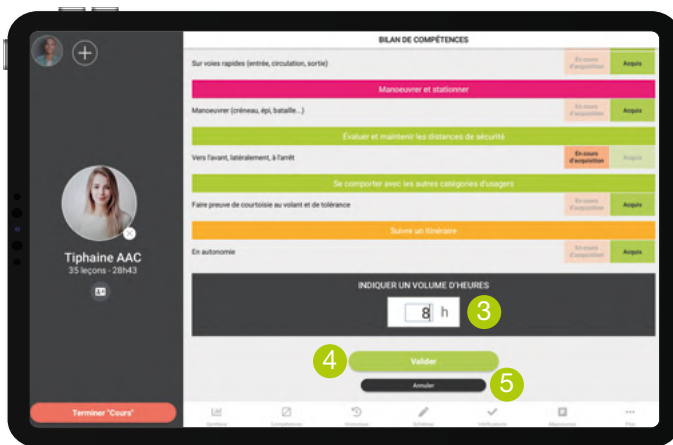 BILAN DE COMPÉTENCES
Sur voies rapides (entrée, circulation, sortie)
En cours d'acquisition
Acquis
Manoeuvrer et stationner
Manoeuvrer (créneau, épi, bataille...)
En cours d'acquisition
Acquis
Évaluer et maintenir les distances de sécurité
Vers l'avant, latéralement, à l'arrêt
En cours d'acquisition
Acquis
Se comporter avec les autres catégories d'usagers
Faire preuve de courtoisie au volant et de tolérance
En cours d'acquisition
Acquis
Suivre un itinéraire
En autonomie
En cours d'acquisition
Acquis
Tiphaine AAC
35 leçons - 28h43
INDIQUER UN VOLUME D'HEURES
8 h
3
4
Valider
5
Annuler
Terminer "Cours"
Compétences
Historique
Vérifications
Plus